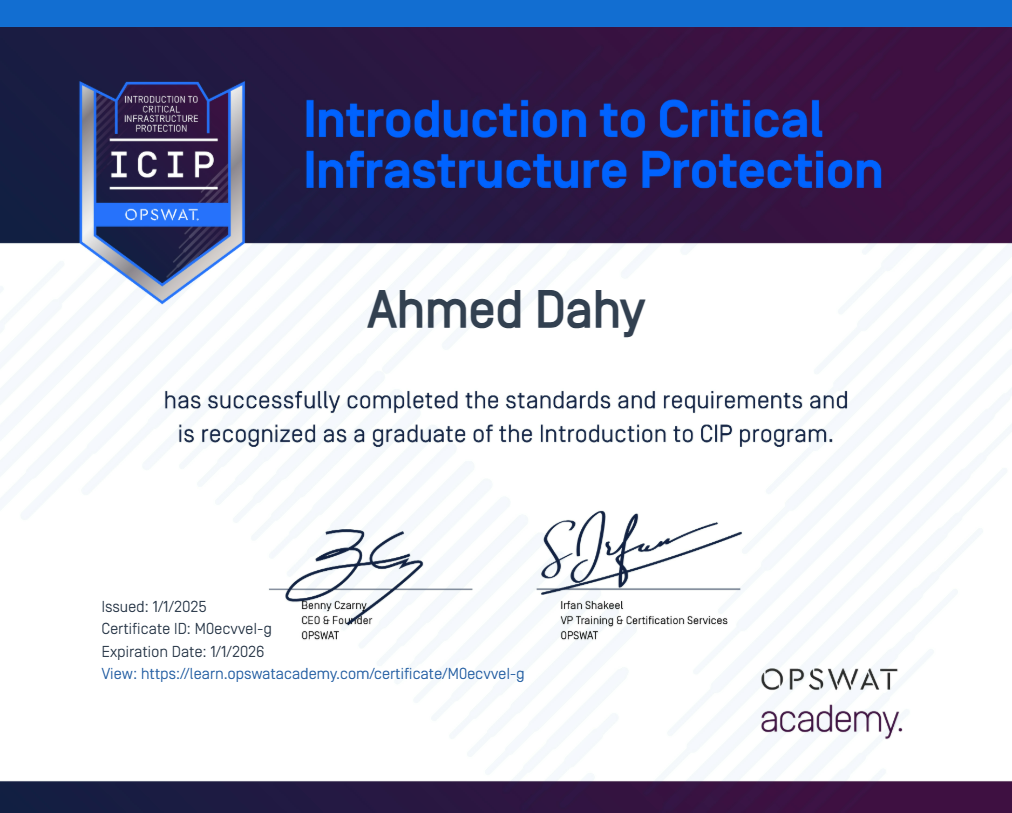 INTRODUCTION TO
CRITICAL
INFRASTRUCTURE
PROTECTION
ICIP
OPSWAT.
Introduction to Critical
Infrastructure Protection
Ahmed Dahy
has successfully completed the standards and requirements and
is recognized as a graduate of the Introduction to CIP program.
Benny Czarny
CEO & Founder
OPSWAT
Irfan Shakeel
VP Training & Certification Services
OPSWAT
Issued: 1/1/2025
Certificate ID: M0ecvvel-g
Expiration Date: 1/1/2026
View: https://learn.opswatacademy.com/certificate/M0ecvvel-g
OPSWAT
academy.